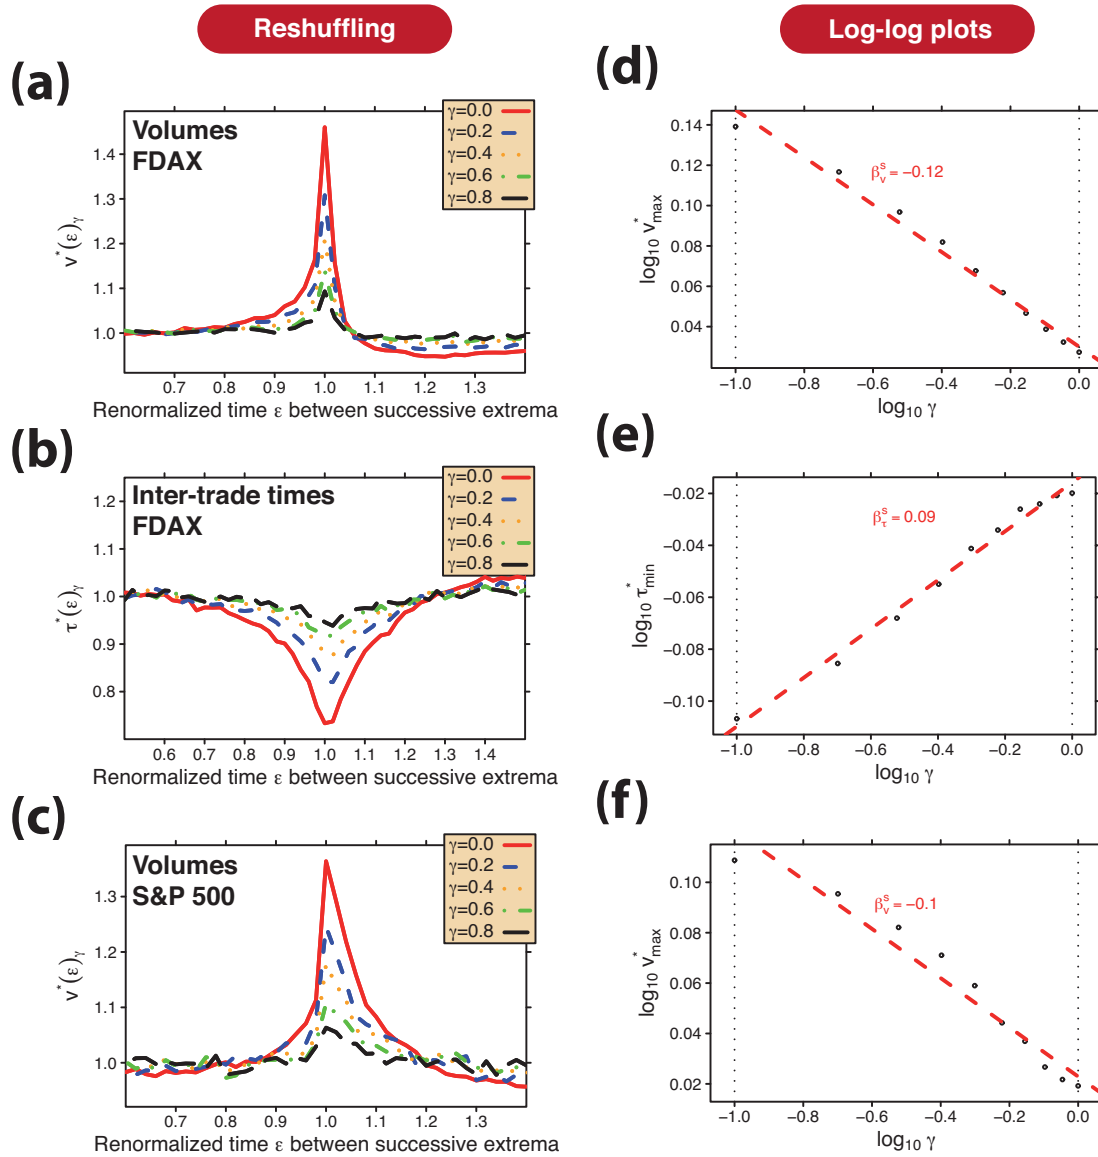 Reshuffling
Log-log plots
(a)
Volumes
FDAX
γ=0.0
γ=0.2
γ=0.4
γ=0.6
γ=0.8
1.4
1.3
1.2
1.1
1.0
v*(ε)γ
0.7 0.8 0.9 1.0 1.1 1.2 1.3
Renormalized time ε between successive extrema
(d)
0.14
0.12
0.10
0.08
0.06
0.04
log10 v*max
βvs = −0.12
−1.0 −0.8 −0.6 −0.4 −0.2 0.0
log10 γ
(b)
Inter-trade times
FDAX
γ=0.0
γ=0.2
γ=0.4
γ=0.6
γ=0.8
1.2
1.1
1.0
0.9
0.8
τ*(ε)γ
0.6 0.7 0.8 0.9 1.0 1.1 1.2 1.3 1.4
Renormalized time ε between successive extrema
(e)
−0.02
−0.04
−0.06
−0.08
−0.10
log10 τ*min
βτs = 0.09
−1.0 −0.8 −0.6 −0.4 −0.2 0.0
log10 γ
(c)
Volumes
S&P 500
γ=0.0
γ=0.2
γ=0.4
γ=0.6
γ=0.8
1.3
1.2
1.1
1.0
v*(ε)γ
0.7 0.8 0.9 1.0 1.1 1.2 1.3
Renormalized time ε between successive extrema
(f)
0.10
0.08
0.06
0.04
0.02
log10 v*max
βvs = −0.1
-1.0 −0.8 −0.6 −0.4 −0.2 0.0
log10 γ